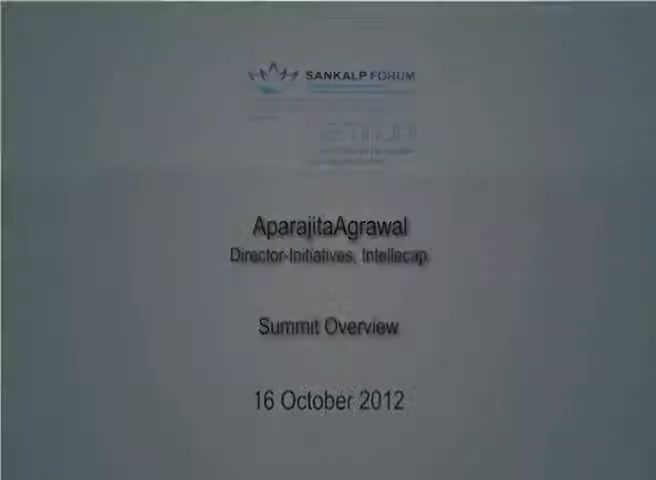 SANKALP FORUM
AparajitaAgrawal
Director-Initiatives, Intellecap
Summit Overview
16 October 2012